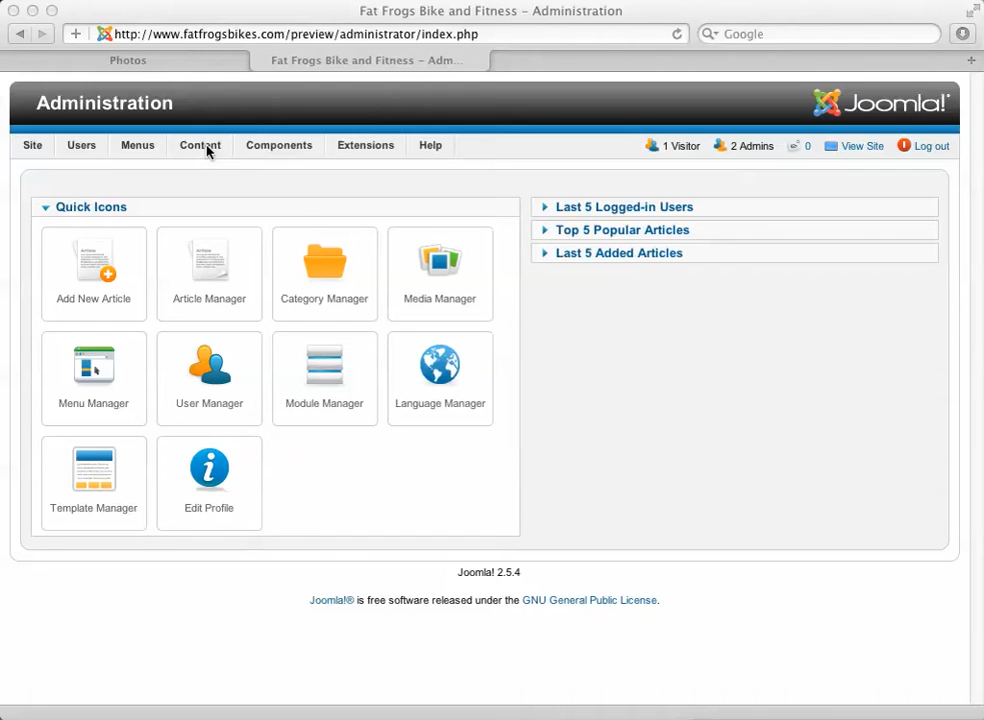 Fat Frogs Bike and Fitness – Administration
http://www.fatfrogsbikes.com/preview/administrator/index.php
Google
Photos
Fat Frogs Bike and Fitness – Adm...
Administration
Joomla!
Site Users Menus Content Components Extensions Help
1 Visitor 2 Admins 0 View Site Log out
Quick Icons
Last 5 Logged-in Users
Top 5 Popular Articles
Last 5 Added Articles
Add New Article Article Manager Category Manager Media Manager
Menu Manager User Manager Module Manager Language Manager
Template Manager Edit Profile
Joomla! 2.5.4
Joomla!® is free software released under the GNU General Public License.